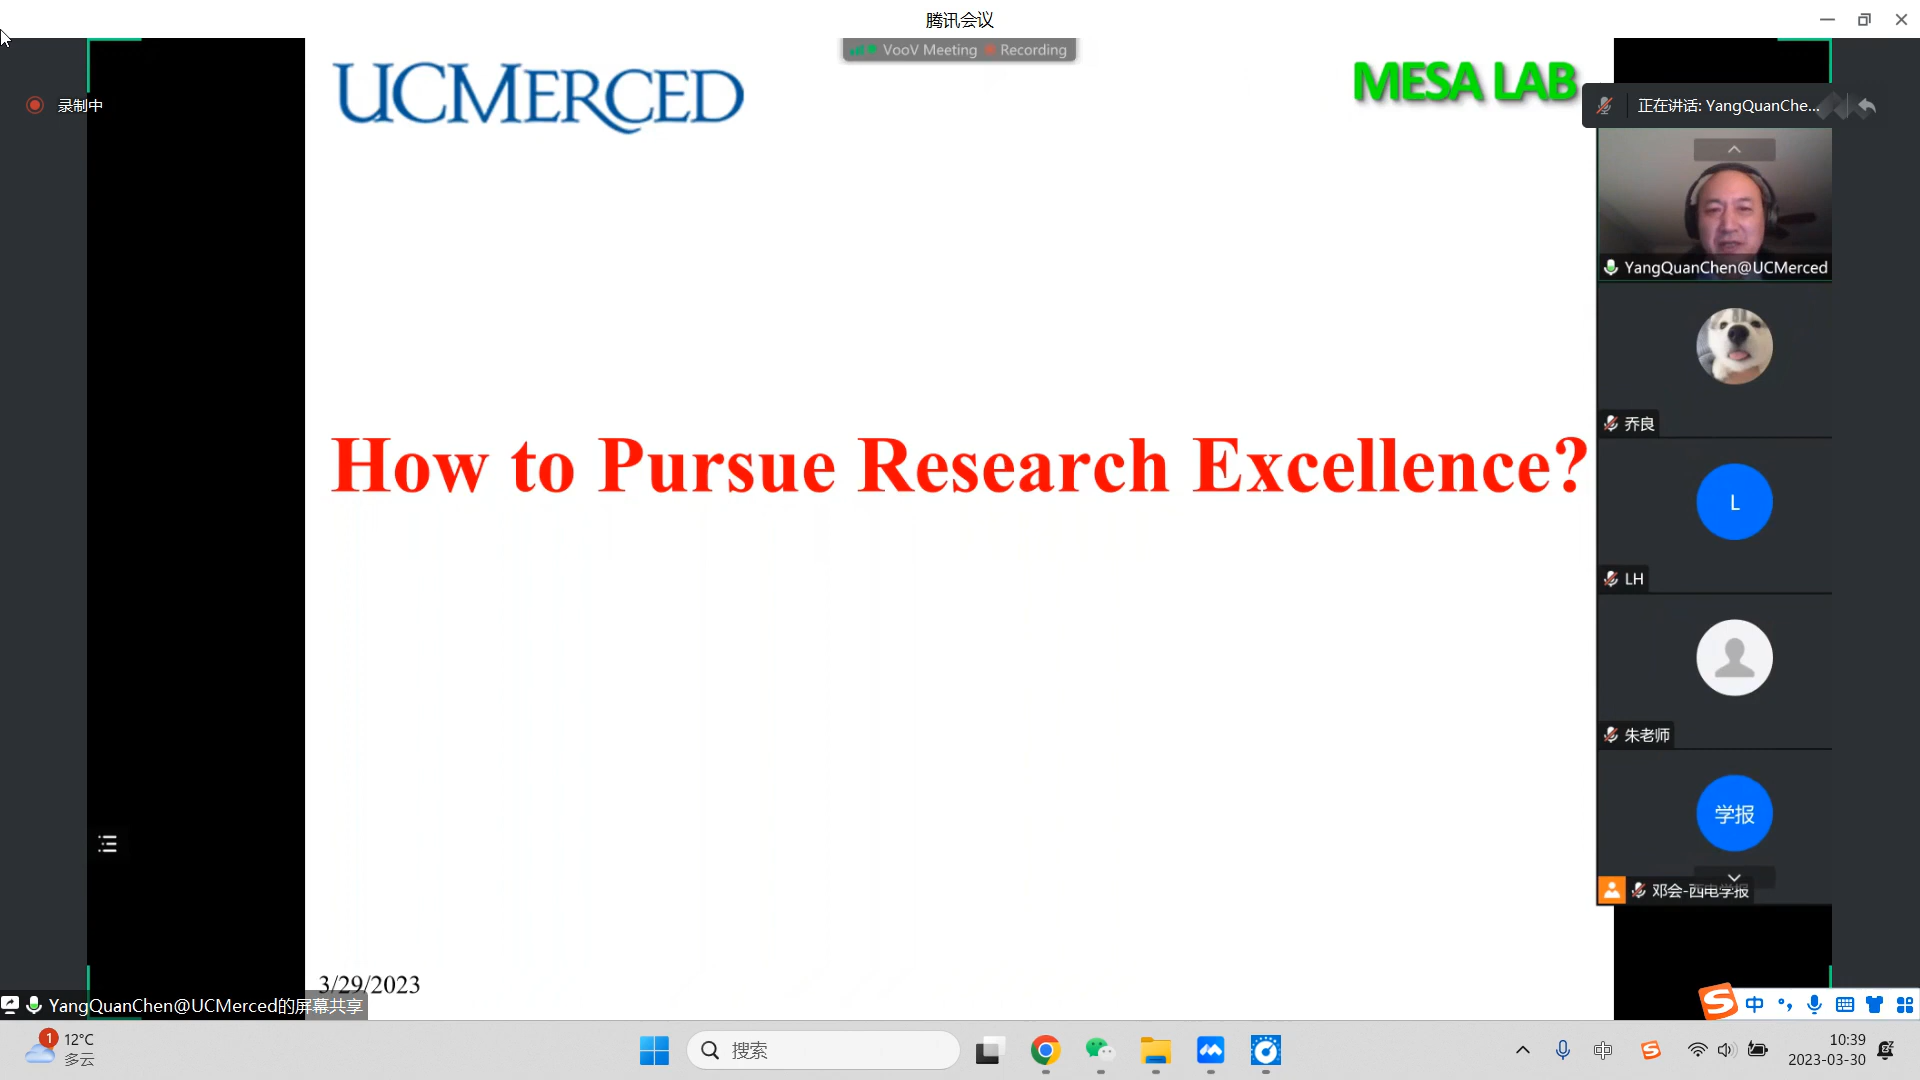 腾讯会议
VooV Meeting Recording
录制中
UCMERCED
MESA LAB
正在讲话: YangQuanChe...
YangQuanChen@UCMerced
乔良
How to Pursue Research Excellence?
L
LH
朱老师
学报
邓会-西电学报
3/29/2023
YangQuanChen@UCMerced的屏幕共享
中
1
12°C
多云
搜索
中
10:39
2023-03-30